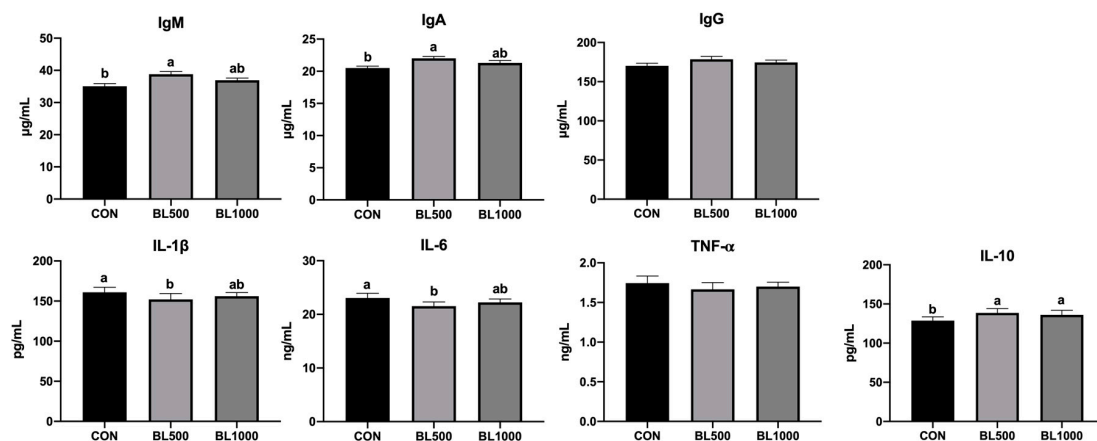 IgM
50
40
30
20
10
0
µg/mL
b
a
ab
CON
BL500
BL1000
IgA
25
20
15
10
5
0
µg/mL
b
a
ab
CON
BL500
BL1000
IgG
200
150
100
50
0
µg/mL
CON
BL500
BL1000
IL-1β
200
150
100
50
0
pg/mL
a
b
ab
CON
BL500
BL1000
IL-6
30
20
10
0
ng/mL
a
b
ab
CON
BL500
BL1000
TNF-α
2.0
1.5
1.0
0.5
0.0
ng/mL
CON
BL500
BL1000
IL-10
200
150
100
50
0
pg/mL
b
a
a
CON
BL500
BL1000